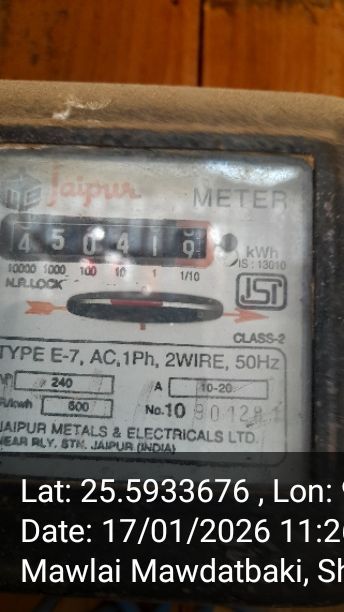 Jaipur METER
4 5 0 4 1 9
kWh
10000 1000 100 10 1 1/10
IS : 13010
N.R.LOCK
ISI
CLASS-2
TYPE E-7, AC,1Ph, 2WIRE, 50Hz
240 A 10-20
R/kwh 600 No.10
JAIPUR METALS & ELECTRICALS LTD.
NEAR RLY. STN. JAIPUR (INDIA)
Lat: 25.5933676 , Lon:
Date: 17/01/2026 11:26
Mawlai Mawdatbaki, Sh